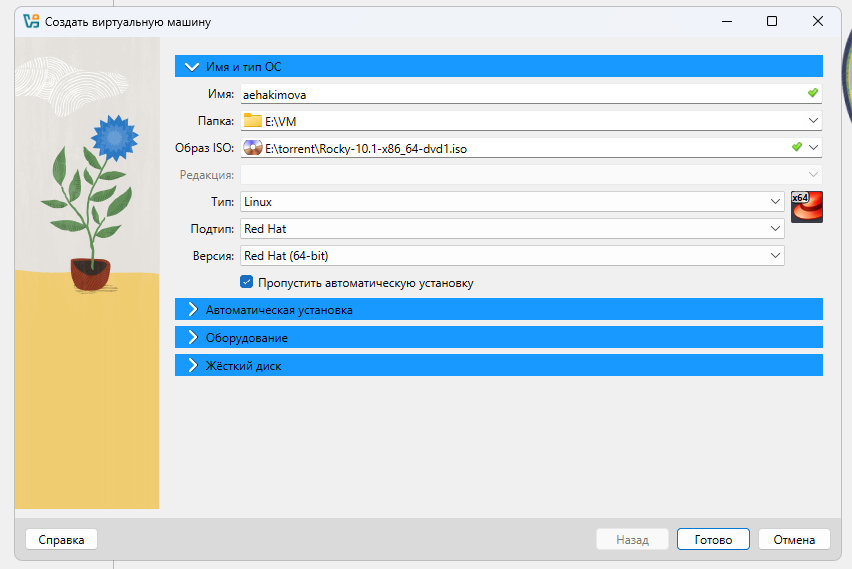 Создать виртуальную машину
Имя и тип ОС
Имя: aehakimova
Папка: E:\VM
Образ ISO: E:\torrent\Rocky-10.1-x86_64-dvd1.iso
Редакция:
Тип: Linux
x64
Подтип: Red Hat
Версия: Red Hat (64-bit)
Пропустить автоматическую установку
Автоматическая установка
Оборудование
Жёсткий диск
Справка Назад Готово Отмена